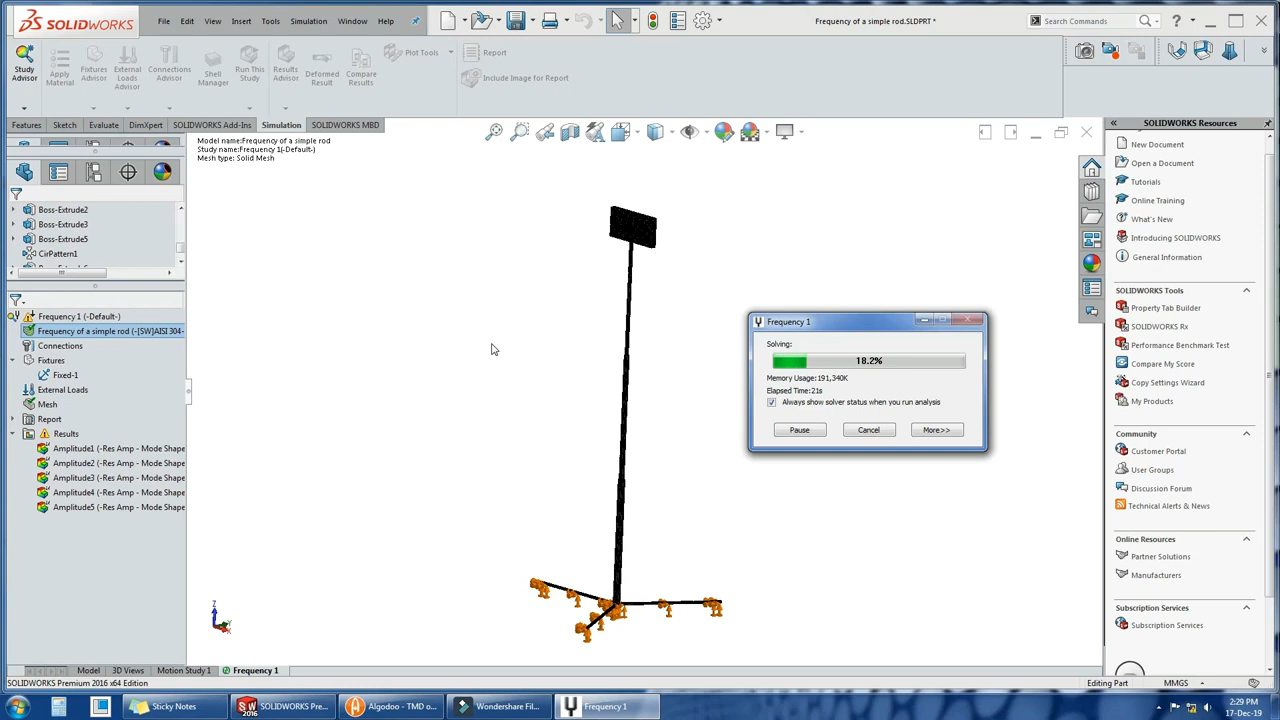 SOLIDWORKS
File
Edit
View
Insert
Tools
Simulation
Window
Help
Frequency of a simple rod.SLDPRT *
Search Commands
Study Advisor
Apply Material
Fixtures Advisor
External Loads Advisor
Connections Advisor
Shell Manager
Run This Study
Results Advisor
Deformed Result
Compare Results
Plot Tools
Report
Include Image for Report
Features
Sketch
Evaluate
DimXpert
SOLIDWORKS Add-Ins
Simulation
SOLIDWORKS MBD
Model name:Frequency of a simple rod
Study name:Frequency 1(-Default-)
Mesh type: Solid Mesh
Boss-Extrude2
Boss-Extrude3
Boss-Extrude5
CirPattern1
Frequency 1 (-Default-)
Frequency of a simple rod (-[SW]AISI 304-
Connections
Fixtures
Fixed-1
External Loads
Mesh
Report
Results
Amplitude1 (-Res Amp - Mode Shape
Amplitude2 (-Res Amp - Mode Shape
Amplitude3 (-Res Amp - Mode Shape
Amplitude4 (-Res Amp - Mode Shape
Amplitude5 (-Res Amp - Mode Shape
Z
Y
X
Frequency 1
Solving:
18.2%
Memory Usage:191,340K
Elapsed Time:21s
Always show solver status when you run analysis
Pause
Cancel
More>>
SOLIDWORKS Resources
New Document
Open a Document
Tutorials
Online Training
What's New
Introducing SOLIDWORKS
General Information
SOLIDWORKS Tools
Property Tab Builder
SOLIDWORKS Rx
Performance Benchmark Test
Compare My Score
Copy Settings Wizard
My Products
Community
Customer Portal
User Groups
Discussion Forum
Technical Alerts & News
Online Resources
Partner Solutions
Manufacturers
Subscription Services
Subscription Services
Model
3D Views
Motion Study 1
Frequency 1
SOLIDWORKS Premium 2016 x64 Edition
Editing Part
MMGS
Sticky Notes
SW 2016
SOLIDWORKS Pre...
Algodoo - TMD o...
Wondershare Film...
Frequency 1
2:29 PM
17-Dec-19